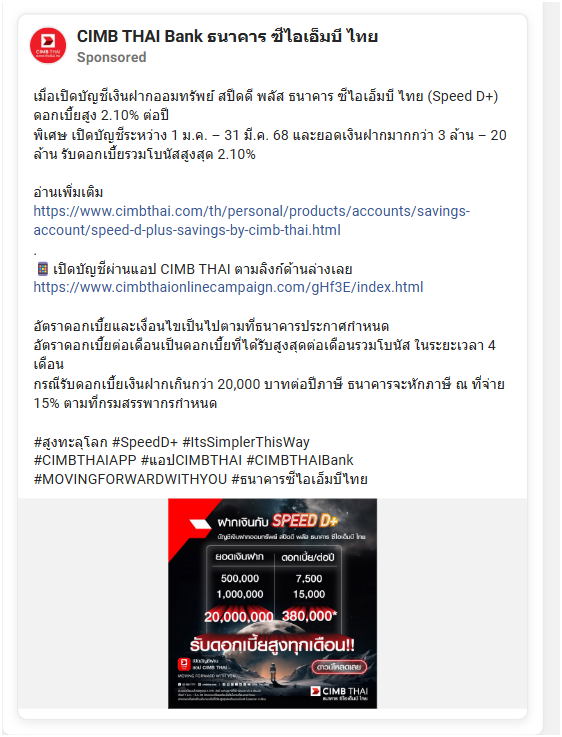 CIMB THAI Bank ธนาคาร ซีไอเอ็มบี ไทย
Sponsored
เมื่อเปิดบัญชีเงินฝากออมทรัพย์ สปีดดี พลัส ธนาคาร ซีไอเอ็มบี ไทย (Speed D+)
ดอกเบี้ยสูง 2.10% ต่อปี
พิเศษ เปิดบัญชีระหว่าง 1 ม.ค. – 31 มี.ค. 68 และยอดเงินฝากมากกว่า 3 ล้าน – 20
ล้าน รับดอกเบี้ยรวมโบนัสสูงสุด 2.10%
อ่านเพิ่มเติม
https://www.cimbthai.com/th/personal/products/accounts/savings-
account/speed-d-plus-savings-by-cimb-thai.html
.
เปิดบัญชีผ่านแอป CIMB THAI ตามลิงก์ด้านล่างเลย
https://www.cimbthaionlinecampaign.com/gHf3E/index.html
อัตราดอกเบี้ยและเงื่อนไขเป็นไปตามที่ธนาคารประกาศกำหนด
อัตราดอกเบี้ยต่อเดือนเป็นดอกเบี้ยที่ได้รับสูงสุดต่อเดือนรวมโบนัส ในระยะเวลา 4
เดือน
กรณีรับดอกเบี้ยเงินฝากเกินกว่า 20,000 บาทต่อปีภาษี ธนาคารจะหักภาษี ณ ที่จ่าย
15% ตามที่กรมสรรพากรกำหนด
#สูงทะลุโลก #SpeedD+ #ItsSimplerThisWay
#CIMBTHAIAPP #แอปCIMBTHAI #CIMBTHAIBank
#MOVINGFORWARDWITHYOU #ธนาคารซีไอเอ็มบีไทย
ฝากเงินกับ SPEED D+
บัญชีเงินฝากออมทรัพย์ สปีดดี พลัส ธนาคาร ซีไอเอ็มบี ไทย
ยอดเงินฝาก ดอกเบี้ย/ต่อปี
500,000 7,500
1,000,000 15,000
20,000,000 380,000*
รับดอกเบี้ยสูงทุกเดือน!!
เปิดบัญชีผ่าน
แอป CIMB THAI
ดาวน์โหลดเลย
MOVING FORWARD WITH YOU
CIMB THAI
ธนาคาร ซีไอเอ็มบี ไทย